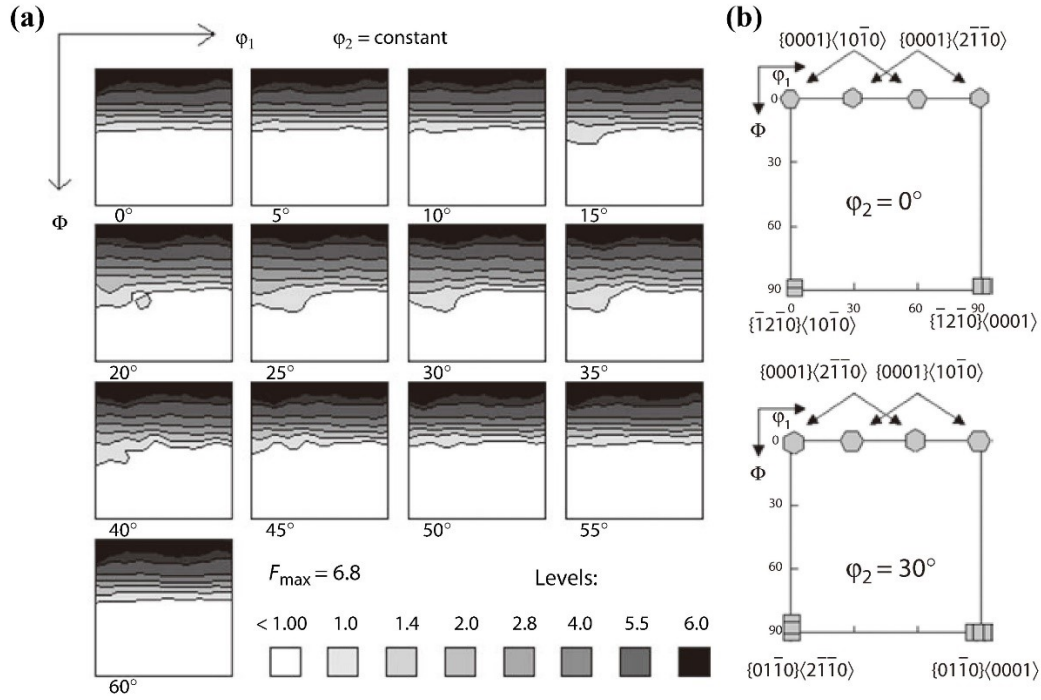 (a)
φ₁ φ₂ = constant
Φ
0° 5° 10° 15°
20° 25° 30° 35°
40° 45° 50° 55°
60°
Fmax = 6.8 Levels:
< 1.00 1.0 1.4 2.0 2.8 4.0 5.5 6.0
(b)
{0001}⟨101̄0⟩ {0001}⟨21̄1̄0⟩
φ₁
0
Φ
30
φ₂ = 0°
60
90
0 30 60 90
{1̄21̄0}⟨101̄0⟩ {1̄21̄0}⟨0001⟩
{0001}⟨21̄1̄0⟩ {0001}⟨101̄0⟩
φ₁
0
Φ
30
φ₂ = 30°
60
90
{011̄0}⟨21̄1̄0⟩ {011̄0}⟨0001⟩